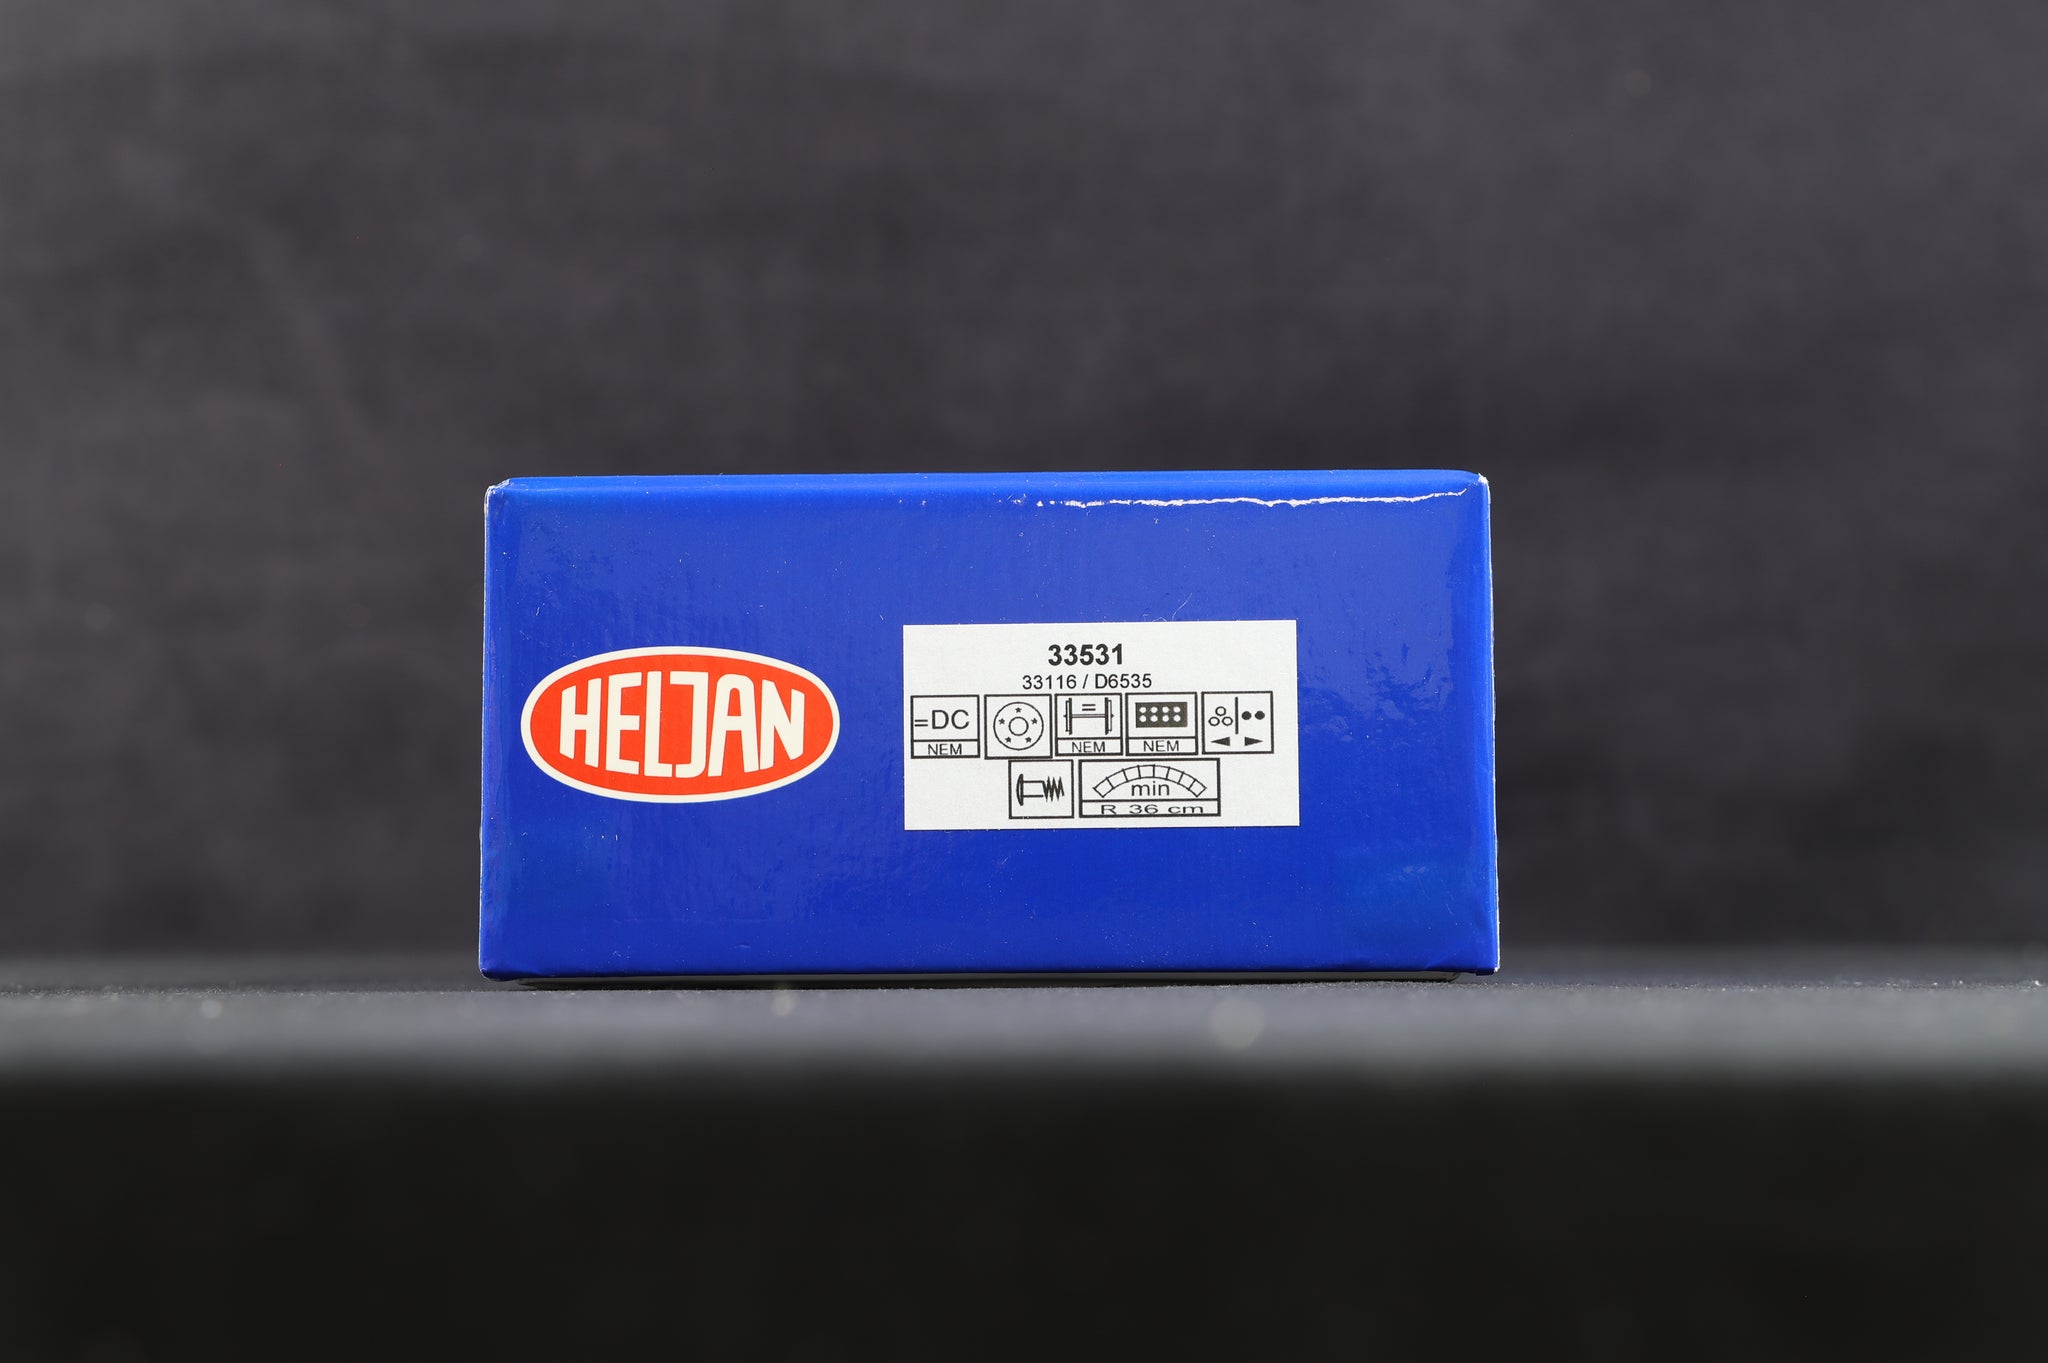 HELJAN
33531
33116 / D6535
=DC
NEM
NEM
NEM
min
R 36 cm